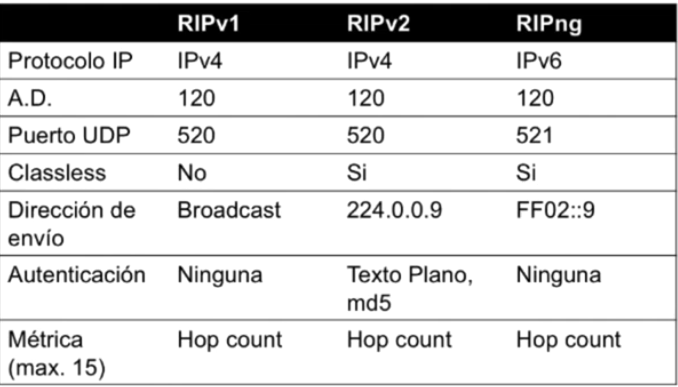 RIPv1 RIPv2 RIPng
Protocolo IP IPv4 IPv4 IPv6
A.D. 120 120 120
Puerto UDP 520 520 521
Classless No Si Si
Dirección de Broadcast 224.0.0.9 FF02::9
envío
Autenticación Ninguna Texto Plano, Ninguna
md5
Métrica Hop count Hop count Hop count
(max. 15)